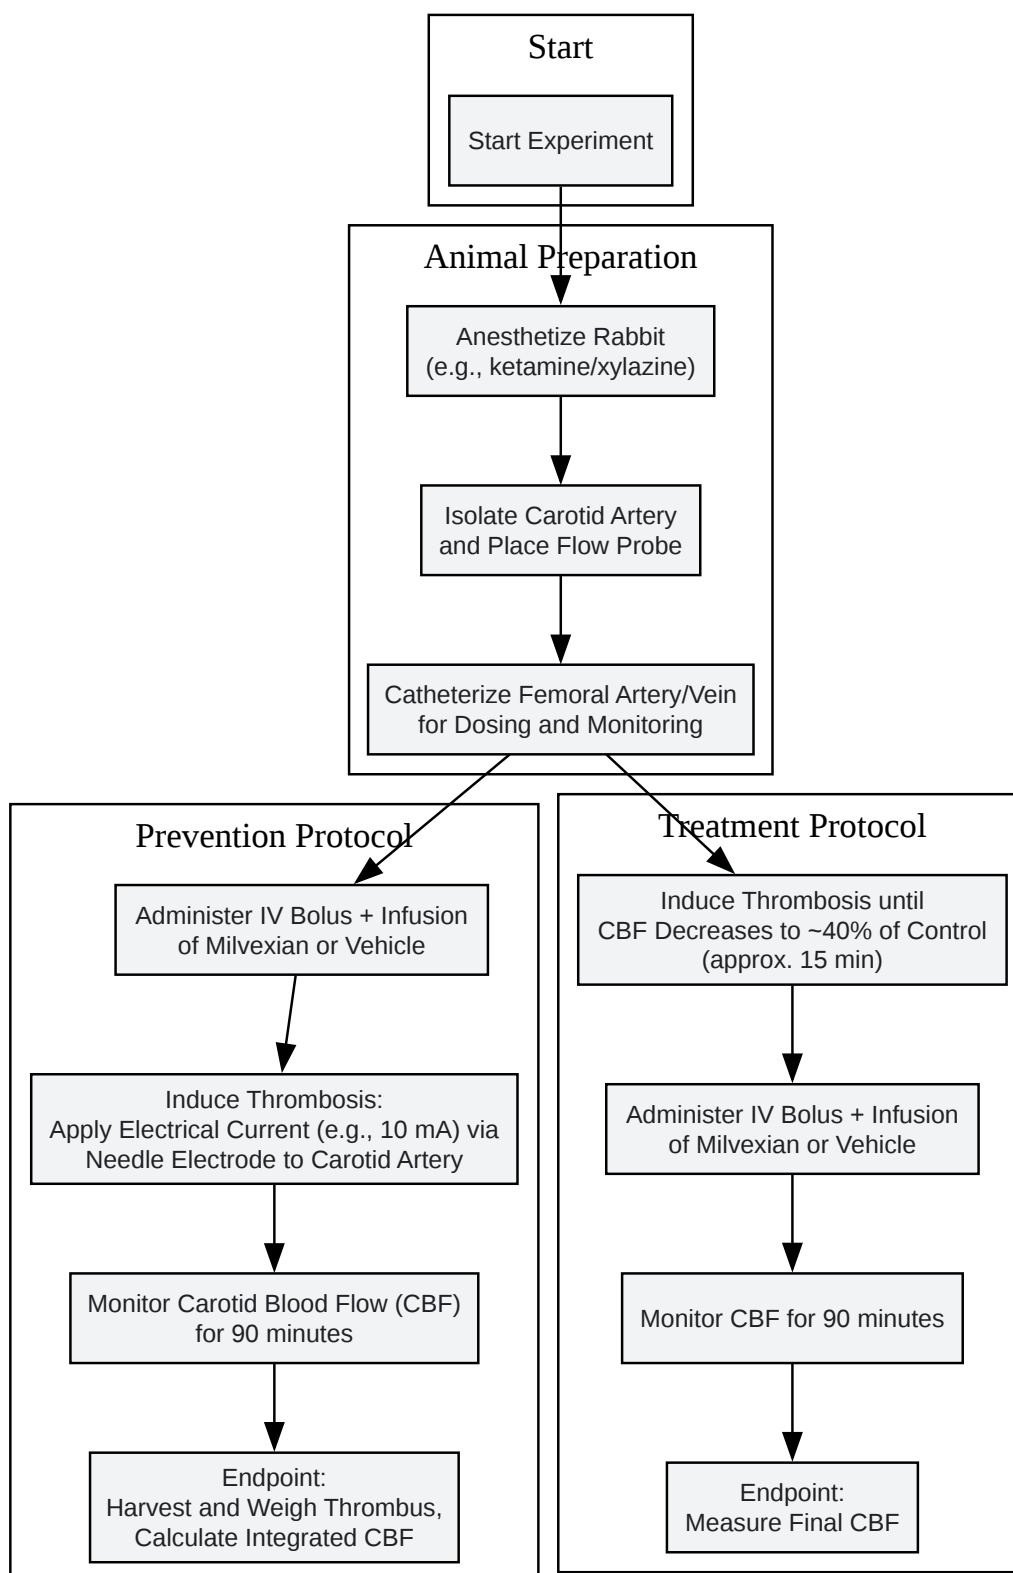 Start
Start Experiment
Animal Preparation
Anesthetize Rabbit
(e.g., ketamine/xylazine)
Isolate Carotid Artery
and Place Flow Probe
Catheterize Femoral Artery/Vein
for Dosing and Monitoring
Prevention Protocol
Administer IV Bolus + Infusion
of Milvexian or Vehicle
Induce Thrombosis:
Apply Electrical Current (e.g., 10 mA) via
Needle Electrode to Carotid Artery
Monitor Carotid Blood Flow (CBF)
for 90 minutes
Endpoint:
Harvest and Weigh Thrombus,
Calculate Integrated CBF
Treatment Protocol
Induce Thrombosis until
CBF Decreases to ~40% of Control
(approx. 15 min)
Administer IV Bolus + Infusion
of Milvexian or Vehicle
Monitor CBF for 90 minutes
Endpoint:
Measure Final CBF